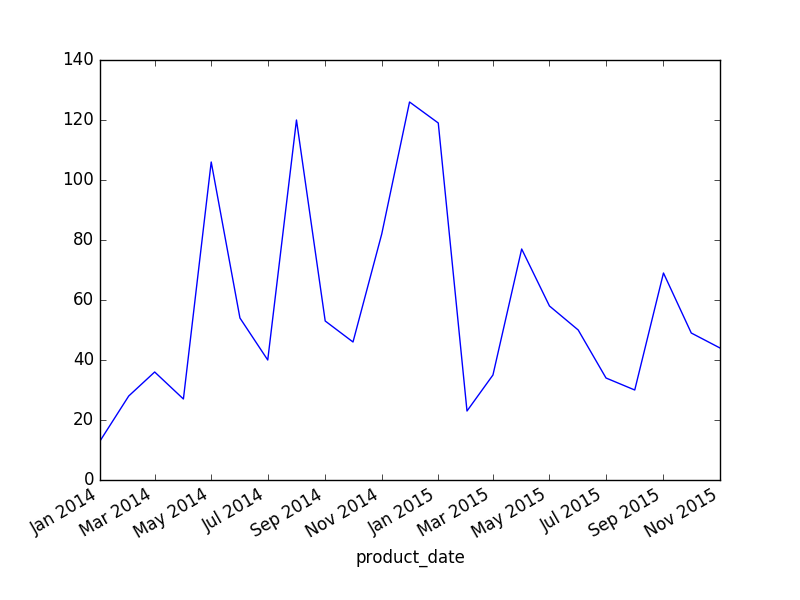 140
120
100
80
60
40
20
0
Jan 2014
Mar 2014
May 2014
Jul 2014
Sep 2014
Nov 2014
Jan 2015
Mar 2015
May 2015
Jul 2015
Sep 2015
Nov 2015
product_date